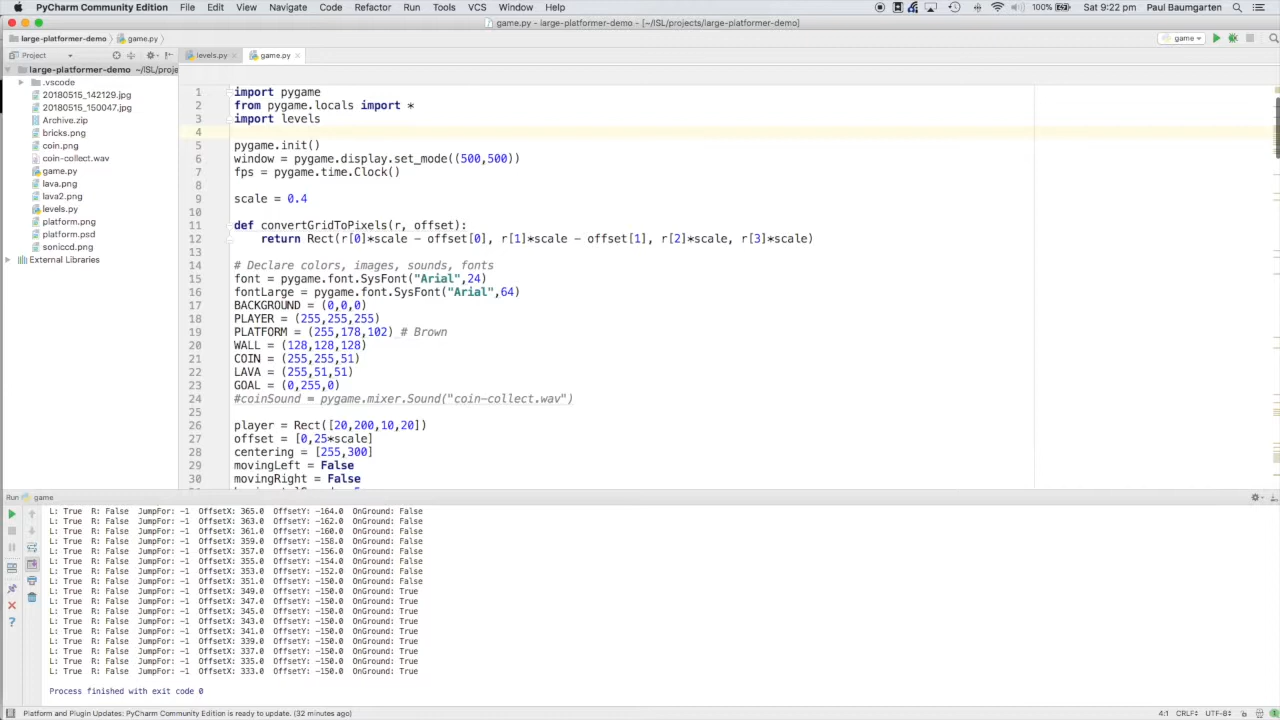 PyCharm Community Edition File Edit View Navigate Code Refactor Run Tools VCS Window Help 100% Sat 9:22 pm Paul Baumgarten
game.py - large-platformer-demo - [~/ISL/projects/large-platformer-demo]
large-platformer-demo game.py game
Project levels.py game.py
large-platformer-demo ~/ISL/proje
.vscode
20180515_142129.jpg
20180515_150047.jpg
Archive.zip
bricks.png
coin.png
coin-collect.wav
game.py
lava.png
lava2.png
levels.py
platform.png
platform.psd
soniccd.png
External Libraries
1 import pygame
2 from pygame.locals import *
3 import levels
4
5 pygame.init()
6 window = pygame.display.set_mode((500,500))
7 fps = pygame.time.Clock()
8
9 scale = 0.4
10
11 def convertGridToPixels(r, offset):
12 return Rect(r[0]*scale - offset[0], r[1]*scale - offset[1], r[2]*scale, r[3]*scale)
13
14 # Declare colors, images, sounds, fonts
15 font = pygame.font.SysFont("Arial",24)
16 fontLarge = pygame.font.SysFont("Arial",64)
17 BACKGROUND = (0,0,0)
18 PLAYER = (255,255,255)
19 PLATFORM = (255,178,102) # Brown
20 WALL = (128,128,128)
21 COIN = (255,255,51)
22 LAVA = (255,51,51)
23 GOAL = (0,255,0)
24 #coinSound = pygame.mixer.Sound("coin-collect.wav")
25
26 player = Rect([20,200,10,20])
27 offset = [0,25*scale]
28 centering = [255,300]
29 movingLeft = False
30 movingRight = False
Run game
L: True R: False JumpFor: -1 OffsetX: 365.0 OffsetY: -164.0 OnGround: False
L: True R: False JumpFor: -1 OffsetX: 363.0 OffsetY: -162.0 OnGround: False
L: True R: False JumpFor: -1 OffsetX: 361.0 OffsetY: -160.0 OnGround: False
L: True R: False JumpFor: -1 OffsetX: 359.0 OffsetY: -158.0 OnGround: False
L: True R: False JumpFor: -1 OffsetX: 357.0 OffsetY: -156.0 OnGround: False
L: True R: False JumpFor: -1 OffsetX: 355.0 OffsetY: -154.0 OnGround: False
L: True R: False JumpFor: -1 OffsetX: 353.0 OffsetY: -152.0 OnGround: False
L: True R: False JumpFor: -1 OffsetX: 351.0 OffsetY: -150.0 OnGround: False
L: True R: False JumpFor: -1 OffsetX: 349.0 OffsetY: -150.0 OnGround: True
L: True R: False JumpFor: -1 OffsetX: 347.0 OffsetY: -150.0 OnGround: True
L: True R: False JumpFor: -1 OffsetX: 345.0 OffsetY: -150.0 OnGround: True
L: True R: False JumpFor: -1 OffsetX: 343.0 OffsetY: -150.0 OnGround: True
L: True R: False JumpFor: -1 OffsetX: 341.0 OffsetY: -150.0 OnGround: True
L: True R: False JumpFor: -1 OffsetX: 339.0 OffsetY: -150.0 OnGround: True
L: True R: False JumpFor: -1 OffsetX: 337.0 OffsetY: -150.0 OnGround: True
L: True R: False JumpFor: -1 OffsetX: 335.0 OffsetY: -150.0 OnGround: True
L: True R: False JumpFor: -1 OffsetX: 333.0 OffsetY: -150.0 OnGround: True
Process finished with exit code 0
Platform and Plugin Updates: PyCharm Community Edition is ready to update. (32 minutes ago) 4:1 CRLF UTF-8